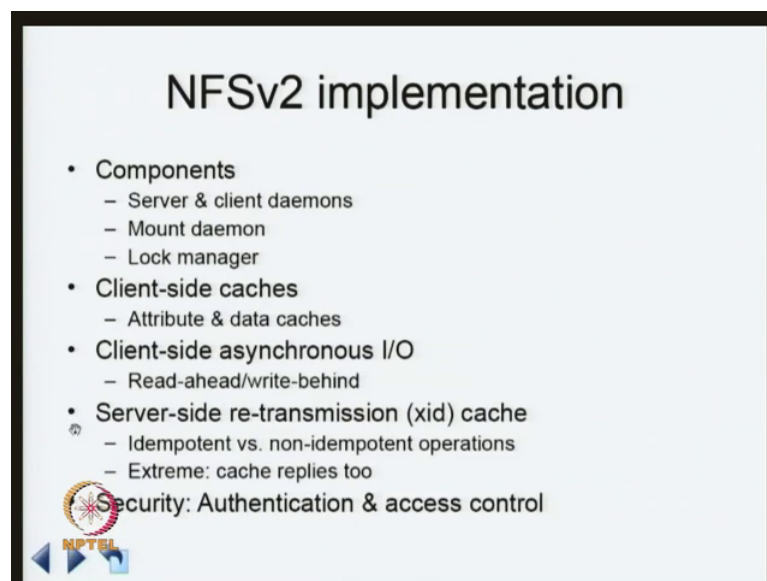 NFSv2 implementation
• Components
– Server & client daemons
– Mount daemon
– Lock manager
• Client-side caches
– Attribute & data caches
• Client-side asynchronous I/O
– Read-ahead/write-behind
• Server-side re-transmission (xid) cache
– Idempotent vs. non-idempotent operations
– Extreme: cache replies too
• Security: Authentication & access control
NPTEL